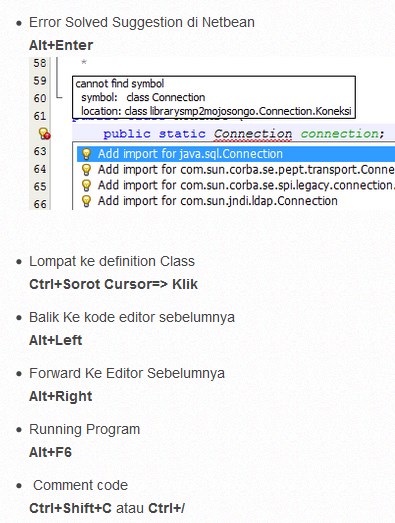 Error Solved Suggestion di Netbean
Alt+Enter
58 *
59 cannot find symbol
60 symbol: class Connection
61 location: class librarysmp2mojosongo.Connection.Koneksi
public static Connection connection;
63 Add import for java.sql.Connection
64 Add import for com.sun.corba.se.pept.transport.Conne
65 Add import for com.sun.corba.se.spi.legacy.connection.
66 Add import for com.sun.jndi.ldap.Connection
Lompat ke definition Class
Ctrl+Sorot Cursor=> Klik
Balik Ke kode editor sebelumnya
Alt+Left
Forward Ke Editor Sebelumnya
Alt+Right
Running Program
Alt+F6
Comment code
Ctrl+Shift+C atau Ctrl+/